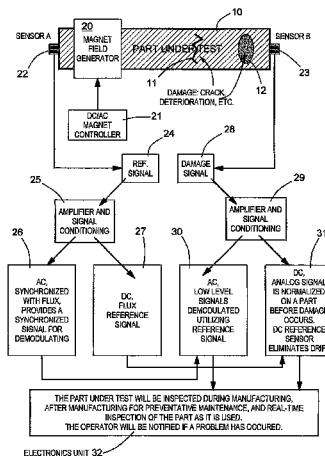 10
20
SENSOR A
MAGNET
FIELD
GENERATOR
PART UNDER TEST
SENSOR B
22
11
DAMAGE: CRACK,
DETERIORATION, ETC.
12
23
DC/AC
MAGNET
CONTROLLER
21
24
28
REF.
SIGNAL
DAMAGE
SIGNAL
25
29
AMPLIFIER AND
SIGNAL
CONDITIONING
AMPLIFIER AND
SIGNAL
CONDITIONING
26
27
30
31
AC,
SYNCHRONIZED
WITH FLUX,
PROVIDES A
SYNCHRONIZED
SIGNAL FOR
DEMODULATING
DC,
FLUX
REFERENCE
SIGNAL
AC,
LOW LEVEL
SIGNALS
DEMODULATED
UTILIZING
REFERENCE
SIGNAL
DC,
ANALOG SIGNAL
IS NORMALIZED
ON A PART
BEFORE DAMAGE
OCCURS.
DC REFERENCE
SENSOR
ELIMINATES DRIFT
THE PART UNDER TEST WILL BE INSPECTED DURING MANUFACTURING,
AFTER MANUFACTURING FOR PREVENTATIVE MAINTENANCE, AND REAL-TIME
INSPECTION OF THE PART AS IT IS USED.
THE OPERATOR WILL BE NOTIFIED IF A PROBLEM HAS OCCURED.
ELECTRONICS UNIT 32